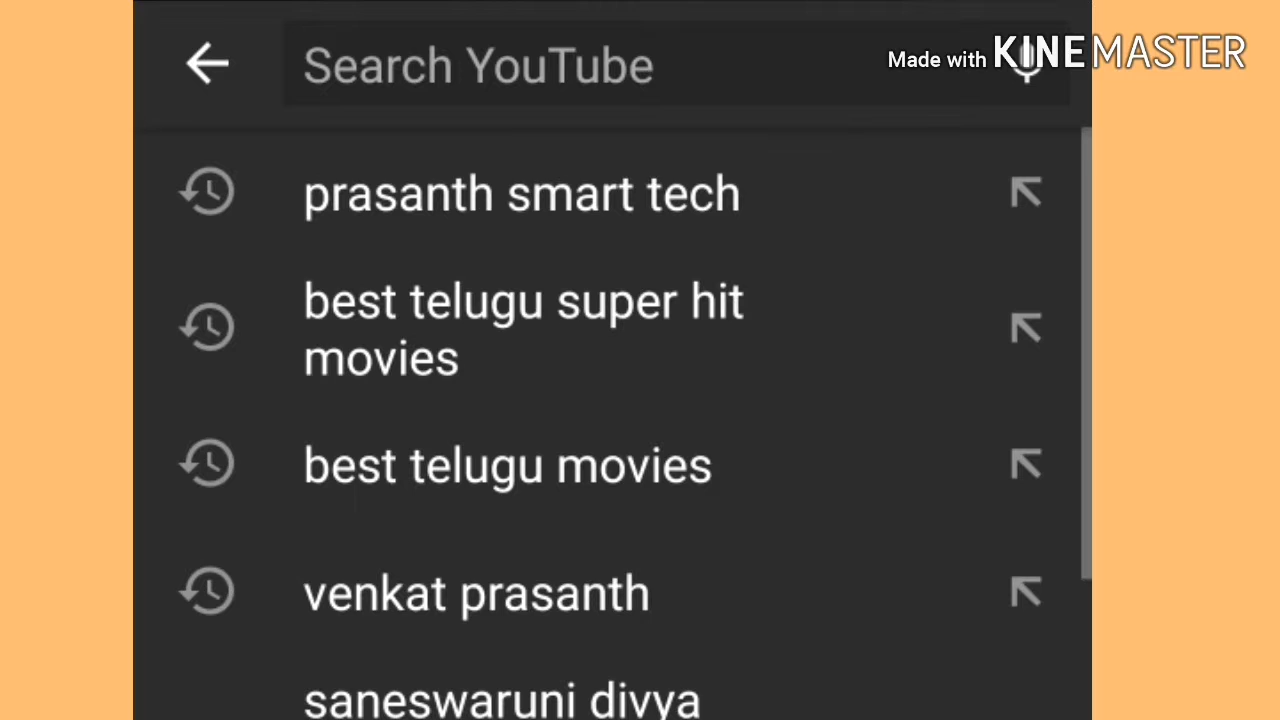 Search YouTube
Made with KINEMASTER
prasanth smart tech
best telugu super hit
movies
best telugu movies
venkat prasanth
saneswaruni divya